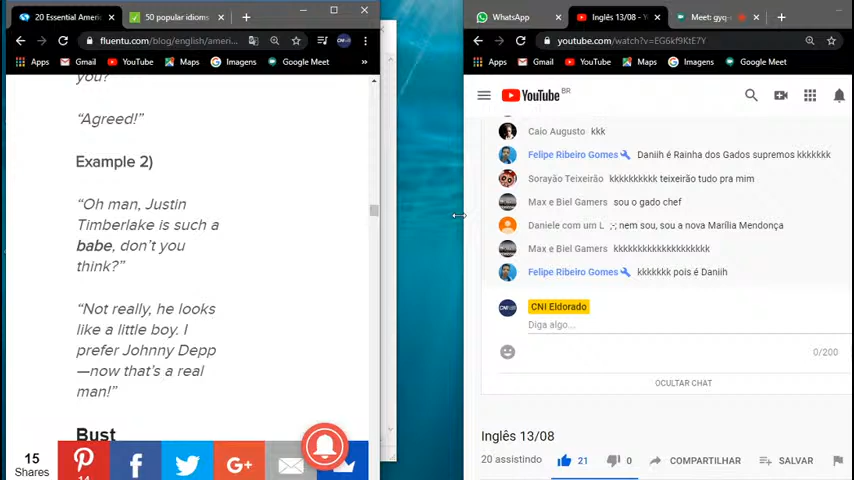 20 Essential Ameri
50 popular idioms
fluentu.com/blog/english/ameri...
Apps
Gmail
YouTube
Maps
Imagens
Google Meet
you?
"Agreed!"
Example 2)
"Oh man, Justin
Timberlake is such a
babe, don't you
think?"
"Not really, he looks
like a little boy. I
prefer Johnny Depp
—now that's a real
man!"
Bust
15
Shares
14
WhatsApp
Inglês 13/08 - Y
Meet: gyq-
youtube.com/watch?v=EG6kf9KtE7Y
Apps
Gmail
YouTube
Maps
Imagens
Google Meet
YouTube BR
Caio Augusto kkk
Felipe Ribeiro Gomes Daniih é Rainha dos Gados supremos kkkkkkk
Sorayão Teixeirão kkkkkkkkk teixeirão tudo pra mim
Max e Biel Gamers sou o gado chef
Daniele com um L ;-; nem sou, sou a nova Marília Mendonça
Max e Biel Gamers kkkkkkkkkkkkkkkkkkk
Felipe Ribeiro Gomes kkkkkkk pois é Daniih
CNI Eldorado
Diga algo...
0/200
OCULTAR CHAT
Inglês 13/08
20 assistindo
21
0
COMPARTILHAR
SALVAR